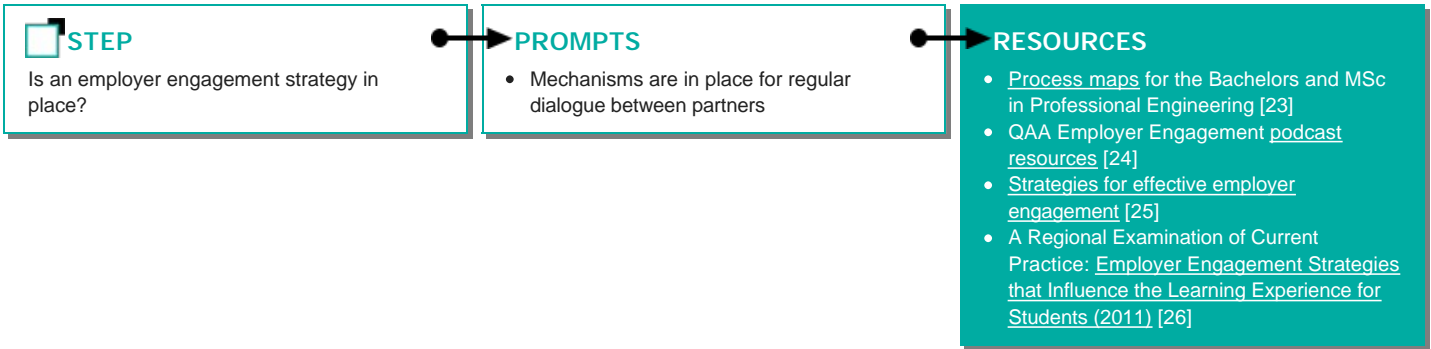 STEP
Is an employer engagement strategy in
place?
PROMPTS
• Mechanisms are in place for regular
dialogue between partners
RESOURCES
• Process maps for the Bachelors and MSc
in Professional Engineering [23]
• QAA Employer Engagement podcast
resources [24]
• Strategies for effective employer
engagement [25]
• A Regional Examination of Current
Practice: Employer Engagement Strategies
that Influence the Learning Experience for
Students (2011) [26]